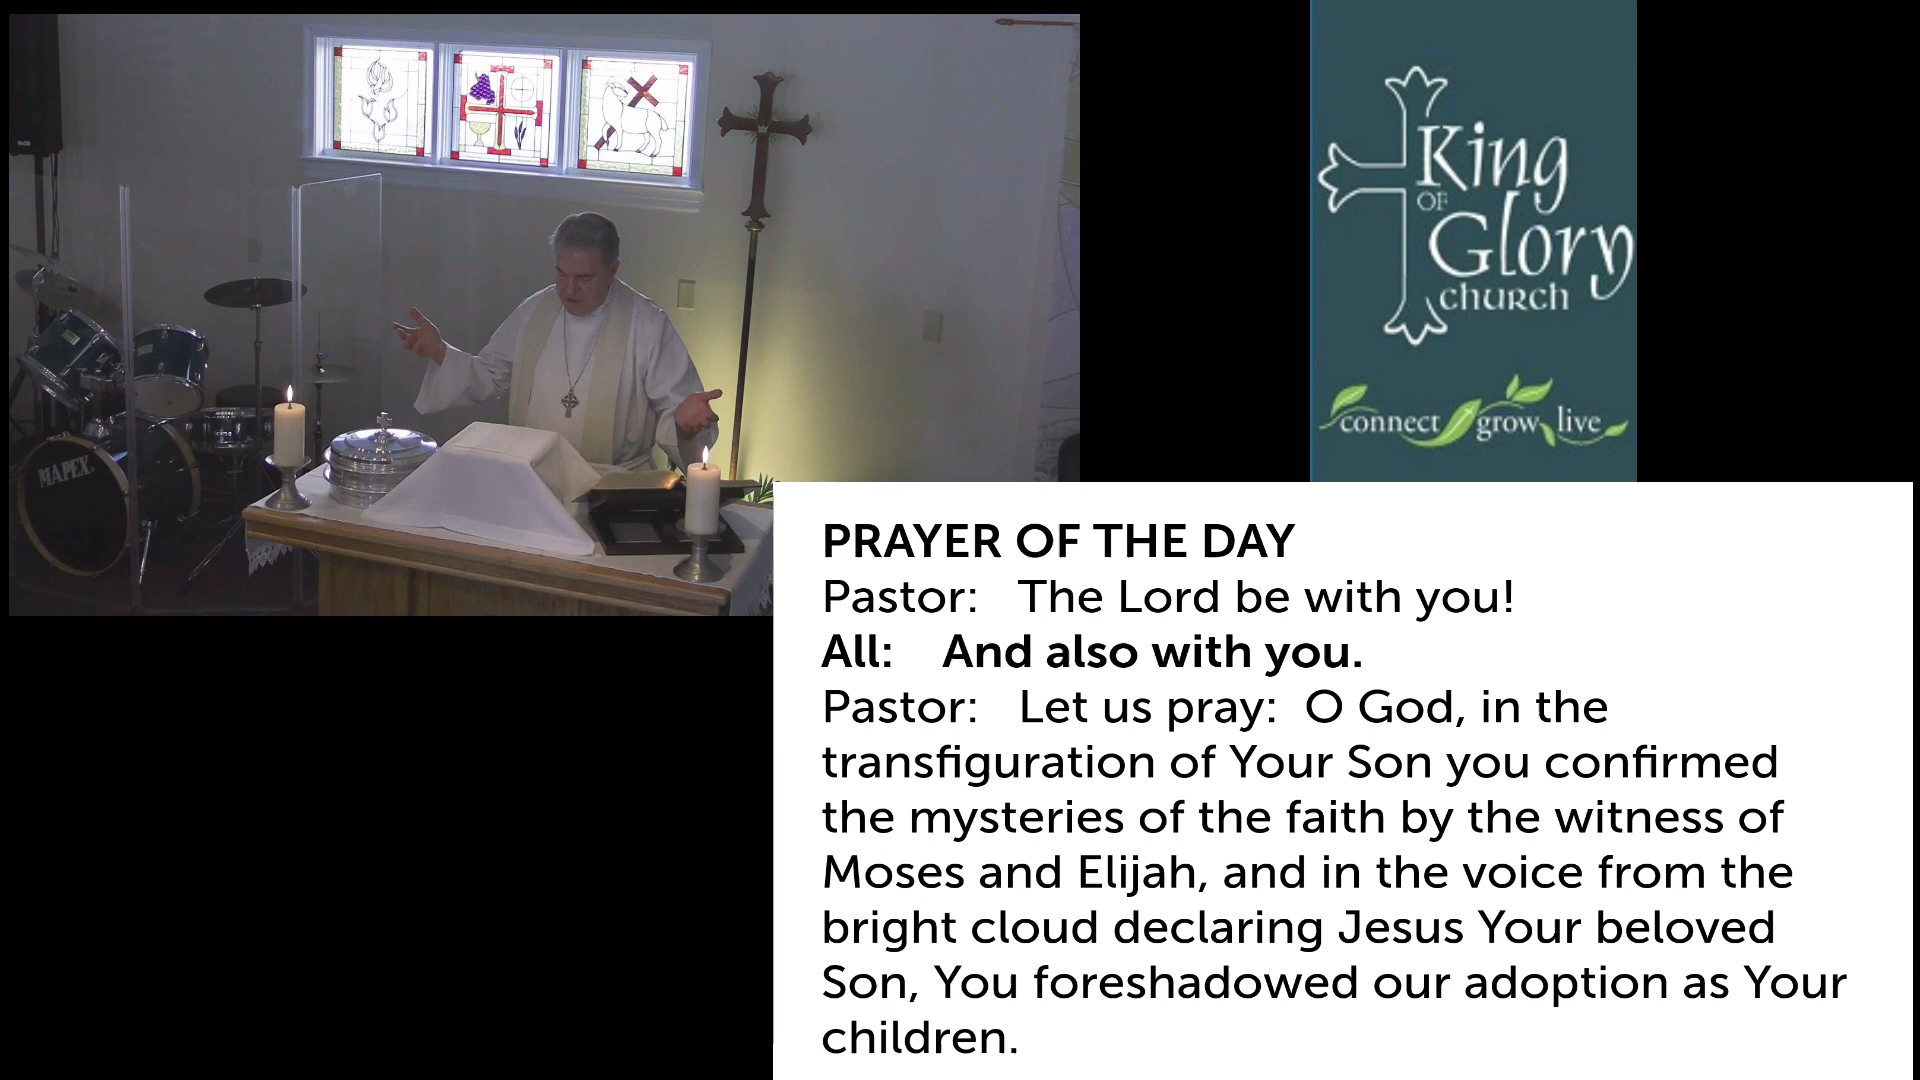 MAPEX
King
OF
Glory
church
connect grow live
PRAYER OF THE DAY
Pastor: The Lord be with you!
All: And also with you.
Pastor: Let us pray: O God, in the
transfiguration of Your Son you confirmed
the mysteries of the faith by the witness of
Moses and Elijah, and in the voice from the
bright cloud declaring Jesus Your beloved
Son, You foreshadowed our adoption as Your
children.